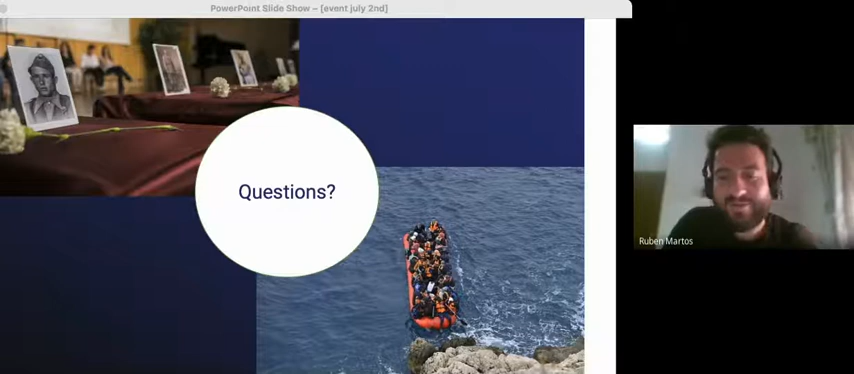 PowerPoint Slide Show – [event july 2nd]
Questions?
Ruben Martos